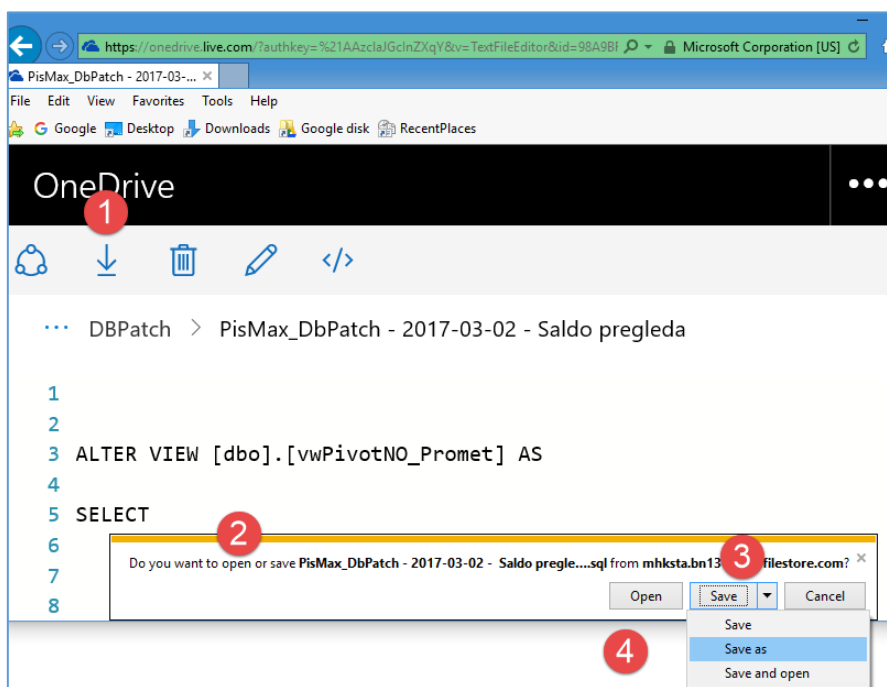 https://onedrive.live.com/?authkey=%21AAzclaJGclnZXqY&v=TextFileEditor&id=98A9B Microsoft Corporation [US]
PisMax_DbPatch - 2017-03-...
File Edit View Favorites Tools Help
Google Desktop Downloads Google disk RecentPlaces
OneDrive
1
</>
... DBPatch > PisMax_DbPatch - 2017-03-02 - Saldo pregleda
1
2
3 ALTER VIEW [dbo].[vwPivotNO_Promet] AS
4
5 SELECT
2
6
Do you want to open or save PisMax_DbPatch - 2017-03-02 - Saldo pregle....sql from mhksta.bn13 filestore.com?
3
7
8
Open Save Cancel
Save
4
Save as
Save and open